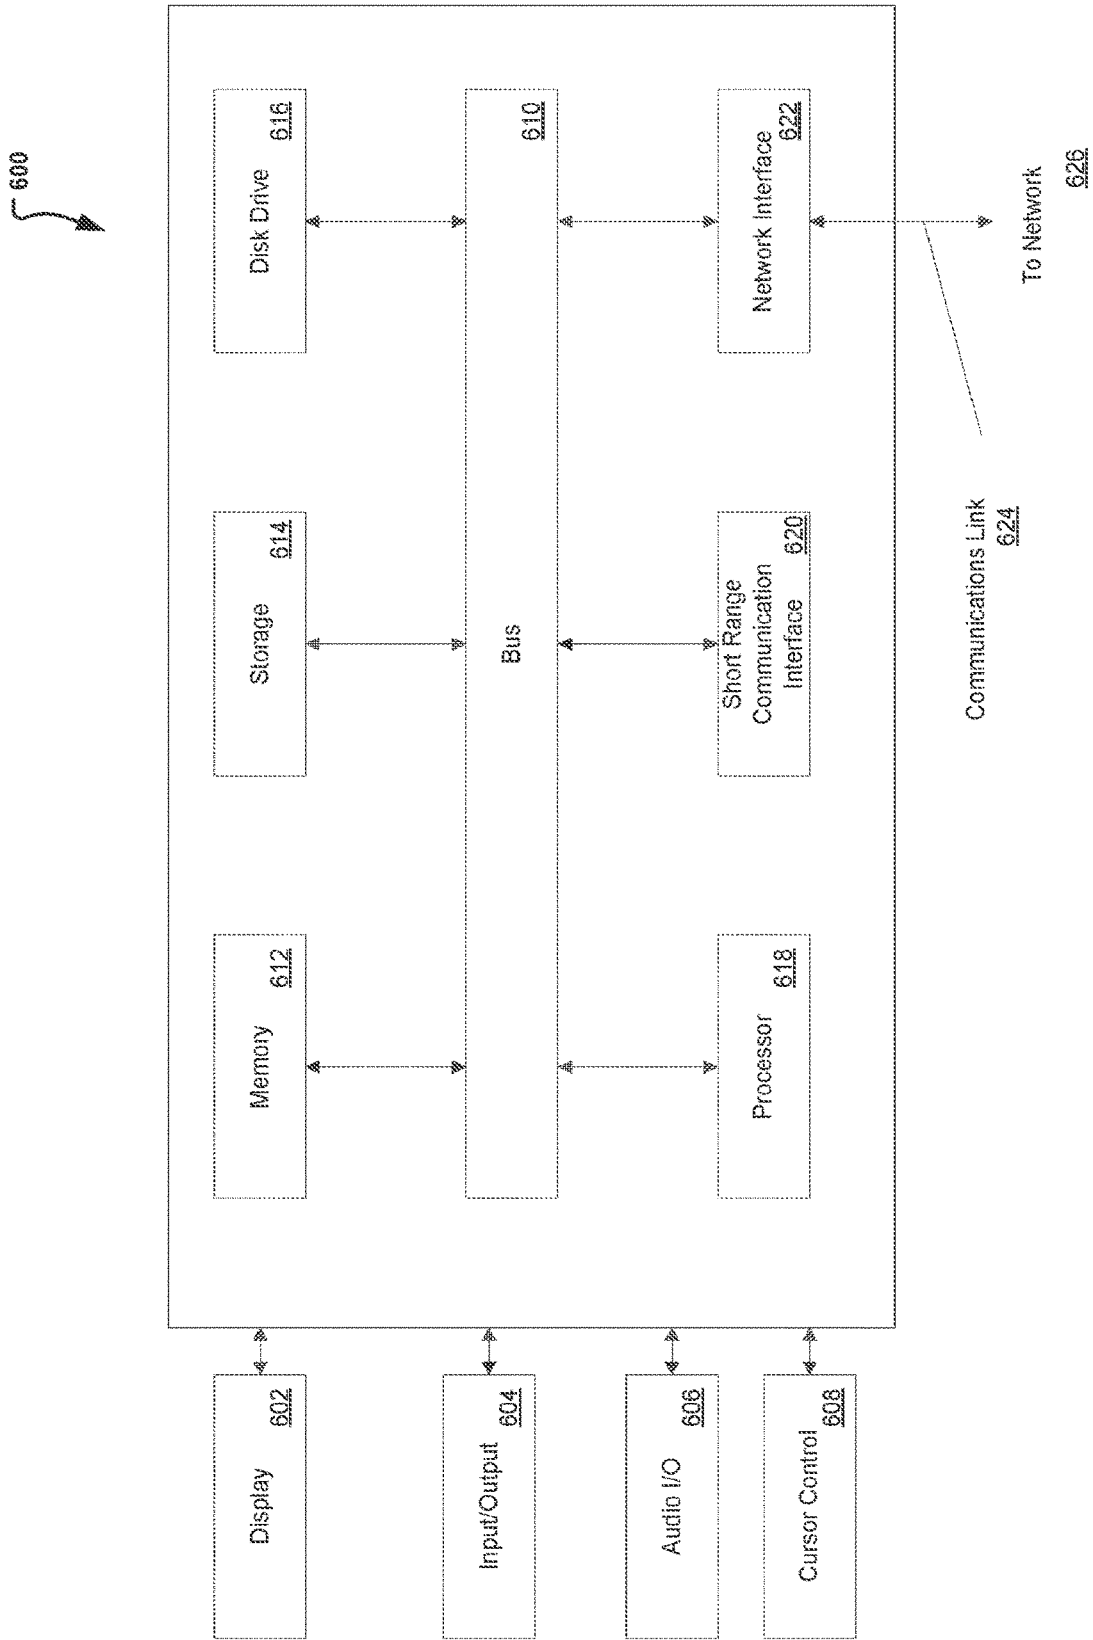 600
Display
602
Input/Output
604
Audio I/O
606
Cursor Control
608
Memory
612
Storage
614
Disk Drive
616
Bus
610
Processor
618
Short Range
Communication
Interface
620
Network Interface
622
Communications Link
624
To Network
626